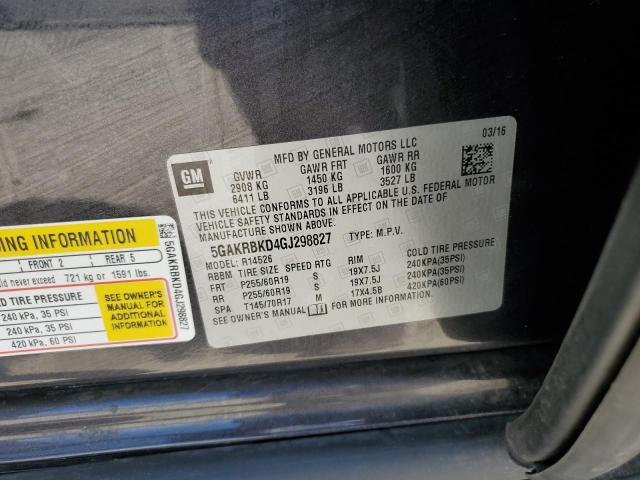 GM
MFD BY GENERAL MOTORS LLC
03/16
GVWR GAWR FRT GAWR RR
2908 KG 1450 KG 1600 KG
6411 LB 3196 LB 3527 LB
THIS VEHICLE CONFORMS TO ALL APPLICABLE U.S. FEDERAL MOTOR
VEHICLE SAFETY STANDARDS IN EFFECT ON THE DATE OF
MANUFACTURE SHOWN ABOVE.
5GAKRBKD4GJ298827 TYPE: M.P.V.
MODEL: R14526
RBBM TIRE SIZE SPEED RTG RIM COLD TIRE PRESSURE
FRT P255/60R19 S 19X7.5J 240KPA(35PSI)
RR P255/60R19 S 19X7.5J 240KPA(35PSI)
SPA T145/70R17 M 17X4.5B 420KPA(60PSI)
SEE OWNER'S MANUAL FOR MORE INFORMATION.
ING INFORMATION
FRONT 2 REAR 5
ld never exceed 721 kg or 1591 lbs.
OLD TIRE PRESSURE
240 kPa, 35 PSI
240 kPa, 35 PSI
420 kPa, 60 PSI
SEE OWNER'S
MANUAL FOR
ADDITIONAL
INFORMATION
5GAKRBKD4GJ298827